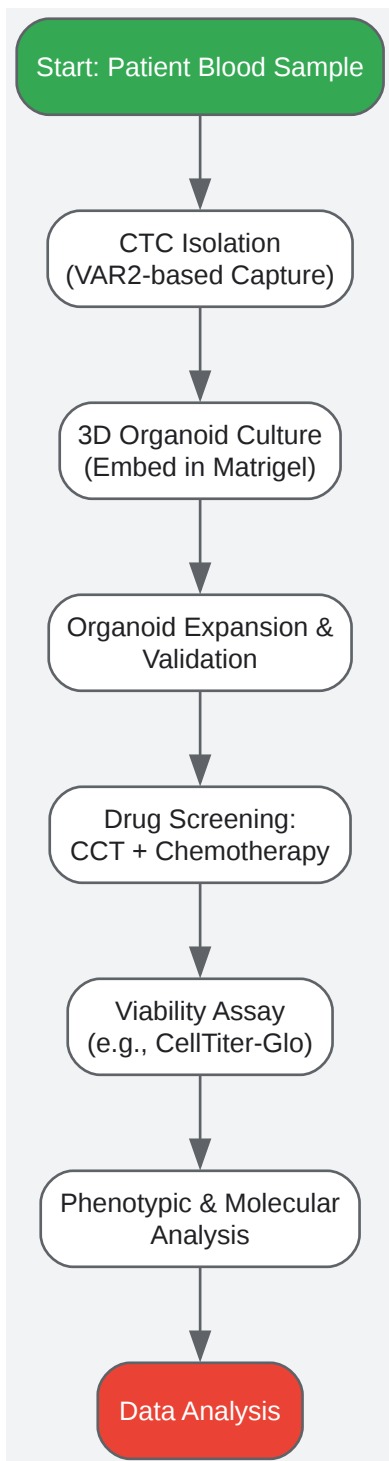 Start: Patient Blood Sample
CTC Isolation
(VAR2-based Capture)
3D Organoid Culture
(Embed in Matrigel)
Organoid Expansion &
Validation
Drug Screening:
CCT + Chemotherapy
Viability Assay
(e.g., CellTiter-Glo)
Phenotypic & Molecular
Analysis
Data Analysis